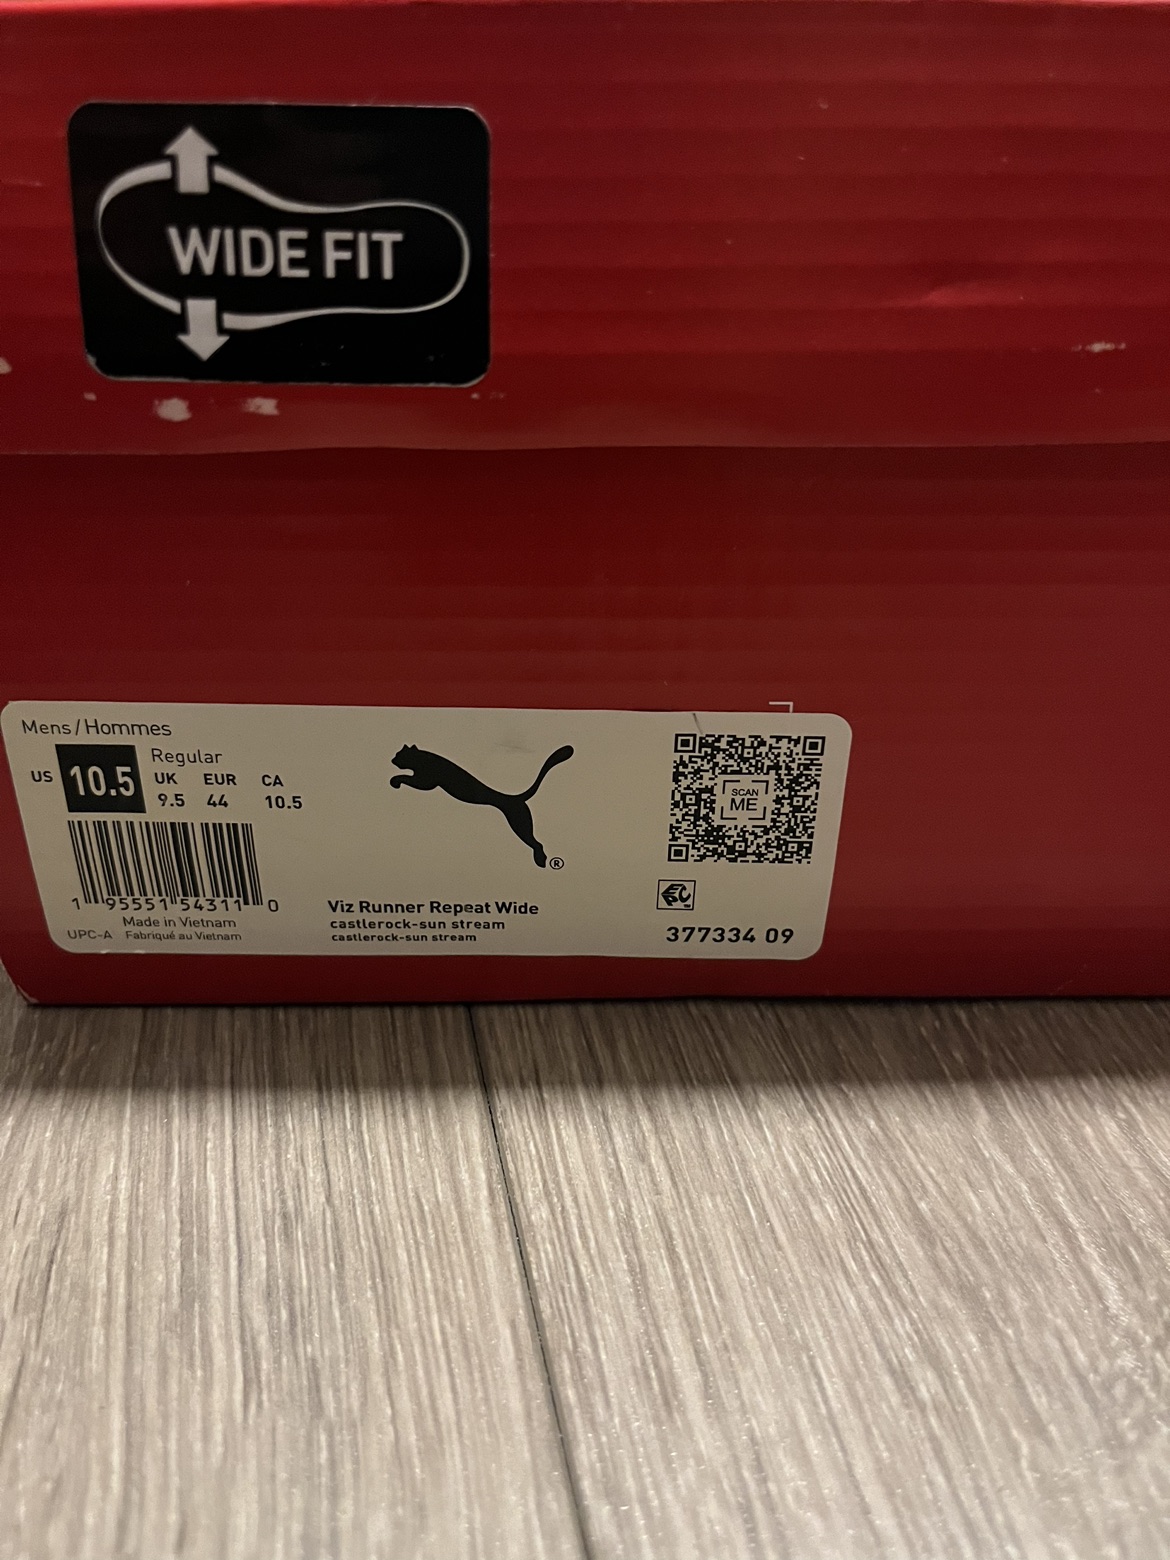 WIDE FIT
Mens/Hommes
US 10.5 Regular
UK EUR CA
9.5 44 10.5
1 95551 54311 0
Made in Vietnam
UPC-A Fabriqué au Vietnam
®
Viz Runner Repeat Wide
castlerock-sun stream
castlerock-sun stream
SCAN
ME
EPC
377334 09